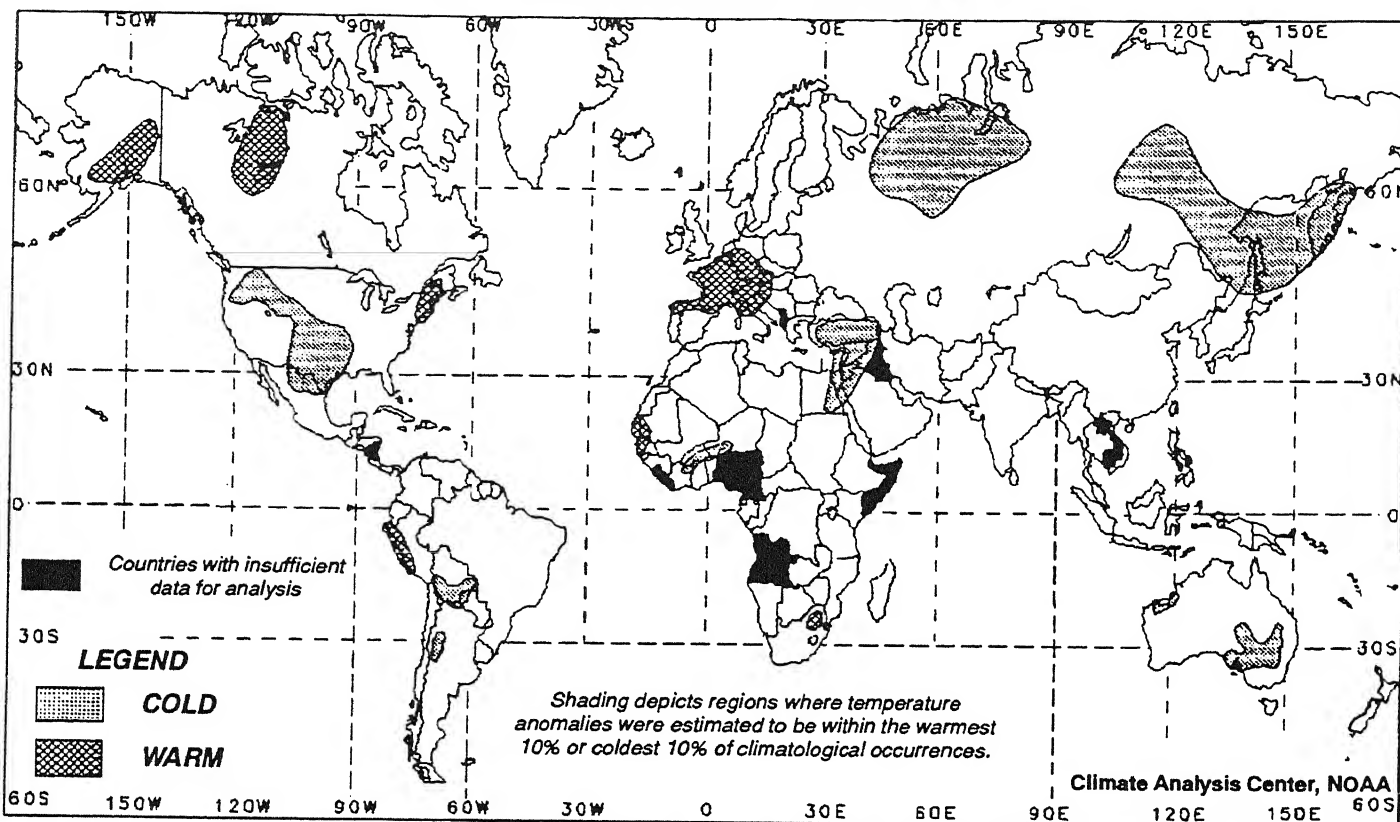 150W 120W 90W 60W 30W S 0 30E 60E 90E 120E 150E
60N 60N
30N 30N
0 0
Countries with insufficient
data for analysis
30S 30S
LEGEND
COLD
WARM
Shading depicts regions where temperature
anomalies were estimated to be within the warmest
10% or coldest 10% of climatological occurrences.
Climate Analysis Center, NOAA
60S 150W 120W 90W 60W 30W 0 30E 60E 90E 120E 150E 60S